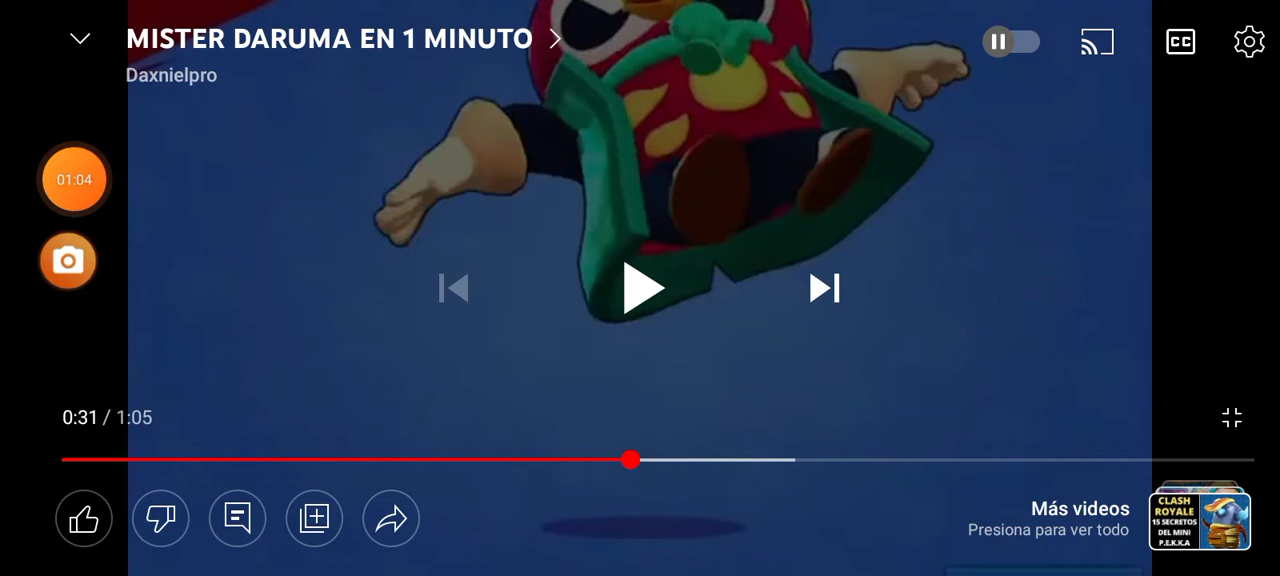 MISTER DARUMA EN 1 MINUTO
Daxnielpro
CC
01:04
0:31 / 1:05
Más videos
Presiona para ver todo
CLASH
ROYALE
15 SECRETOS
DEL MINI
P.E.K.K.A